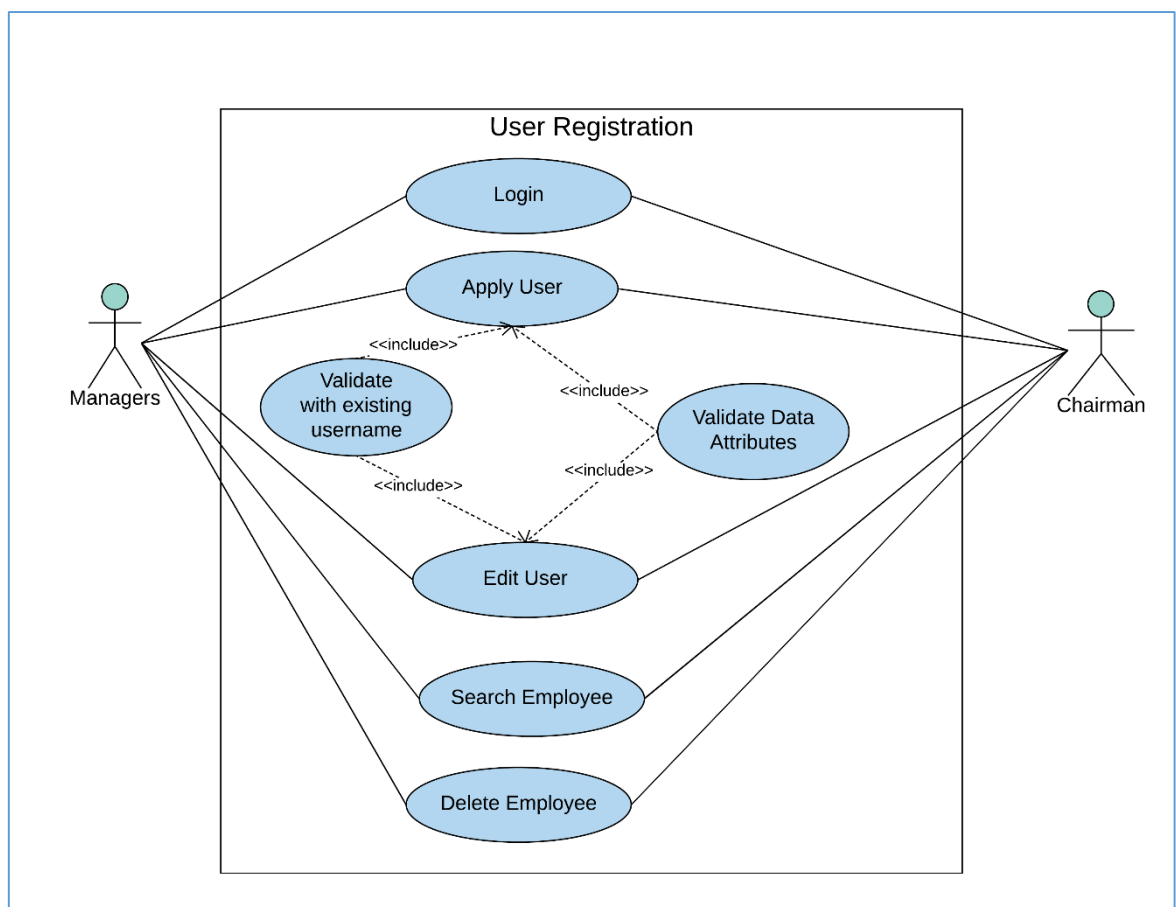 User Registration
Login
Apply User
<<include>>
Managers
Validate
with existing
username
<<include>>
Validate Data
Attributes
Chairman
<<include>>
<<include>>
Edit User
Search Employee
Delete Employee